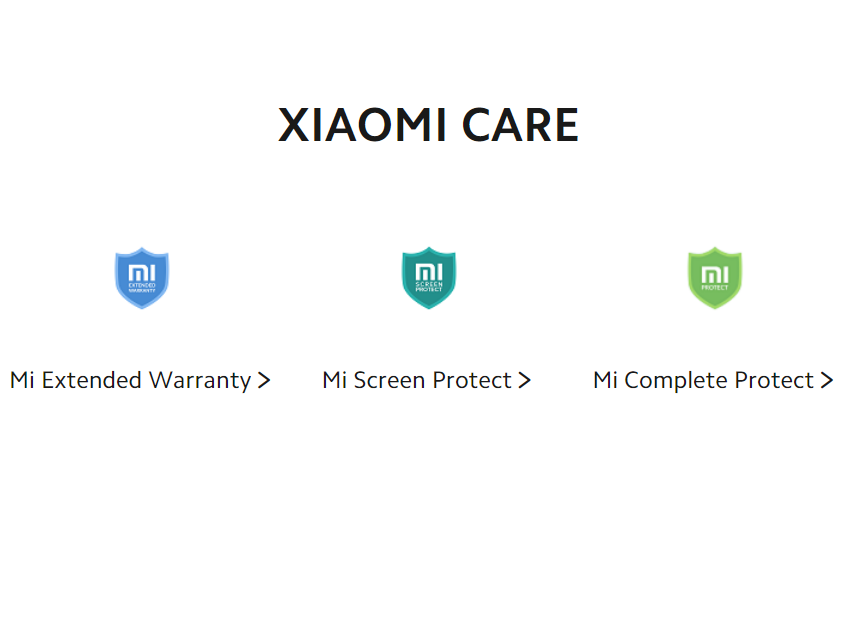 XIAOMI CARE
mi
EXTENDED
WARRANTY
mi
SCREEN
PROTECT
mi
PROTECT
Mi Extended Warranty >
Mi Screen Protect >
Mi Complete Protect >